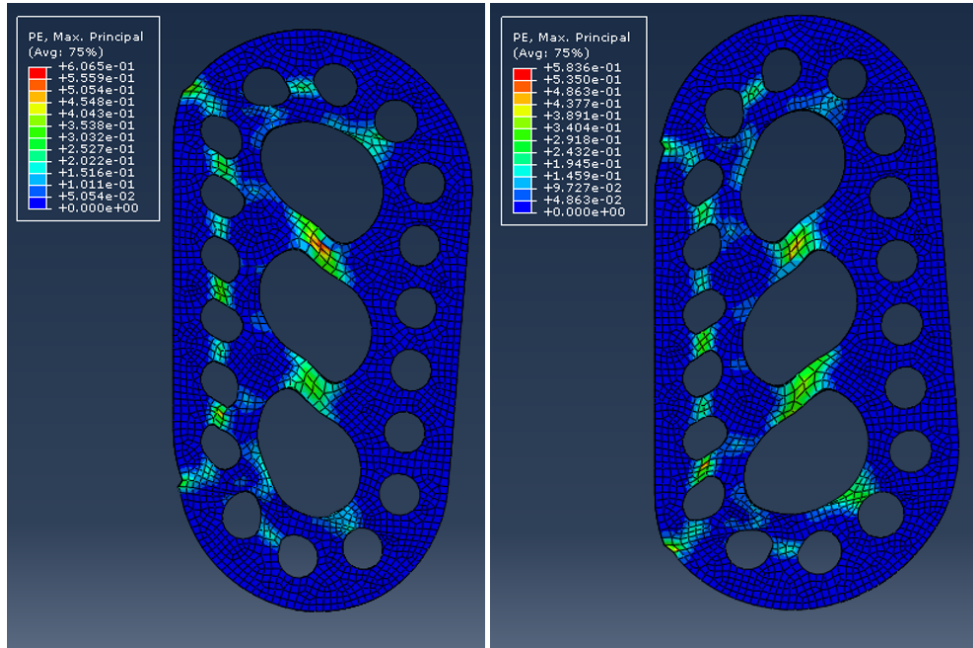 PE, Max. Principal
(Avg: 75%)
+6.065e-01
+5.559e-01
+5.054e-01
+4.548e-01
+4.043e-01
+3.538e-01
+3.032e-01
+2.527e-01
+2.022e-01
+1.516e-01
+1.011e-01
+5.054e-02
+0.000e+00
PE, Max. Principal
(Avg: 75%)
+5.836e-01
+5.350e-01
+4.863e-01
+4.377e-01
+3.891e-01
+3.404e-01
+2.918e-01
+2.432e-01
+1.945e-01
+1.459e-01
+9.727e-02
+4.863e-02
+0.000e+00